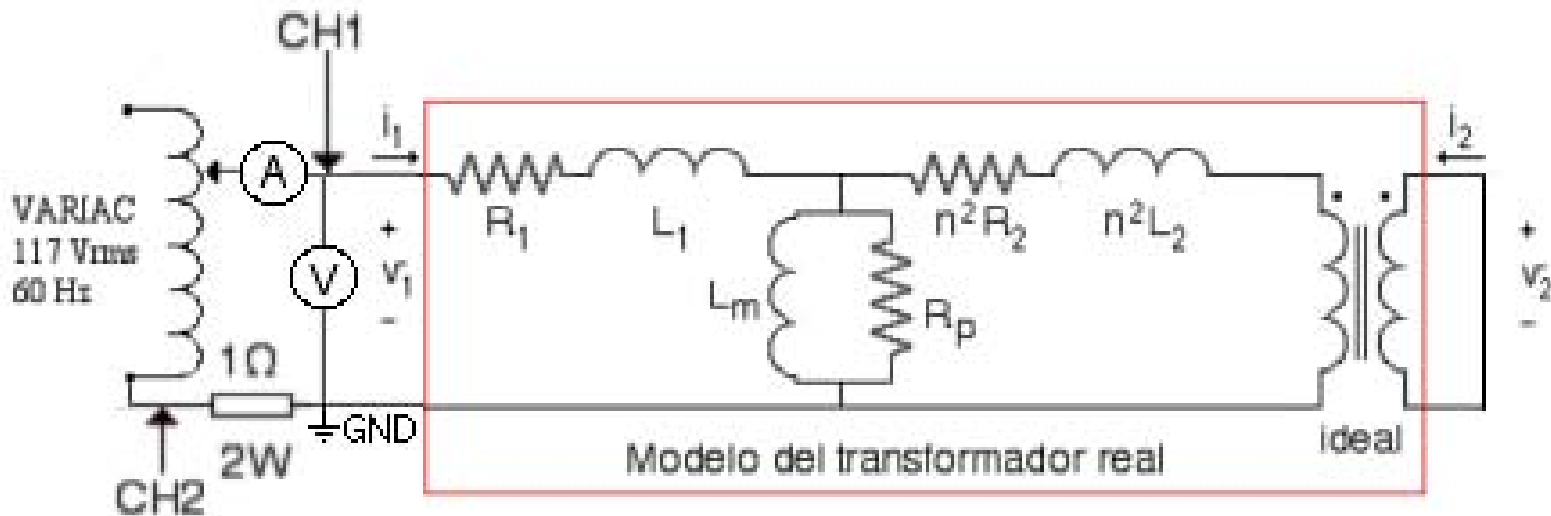 CH1
i₁
i₂
A
VARIAC
117 Vrms
60 Hz
R₁
L₁
n²R₂
n²L₂
+
v₁
-
V
Lₘ
Rₚ
+
v₂
-
1Ω
2W
GND
CH2
ideal
Modelo del transformador real